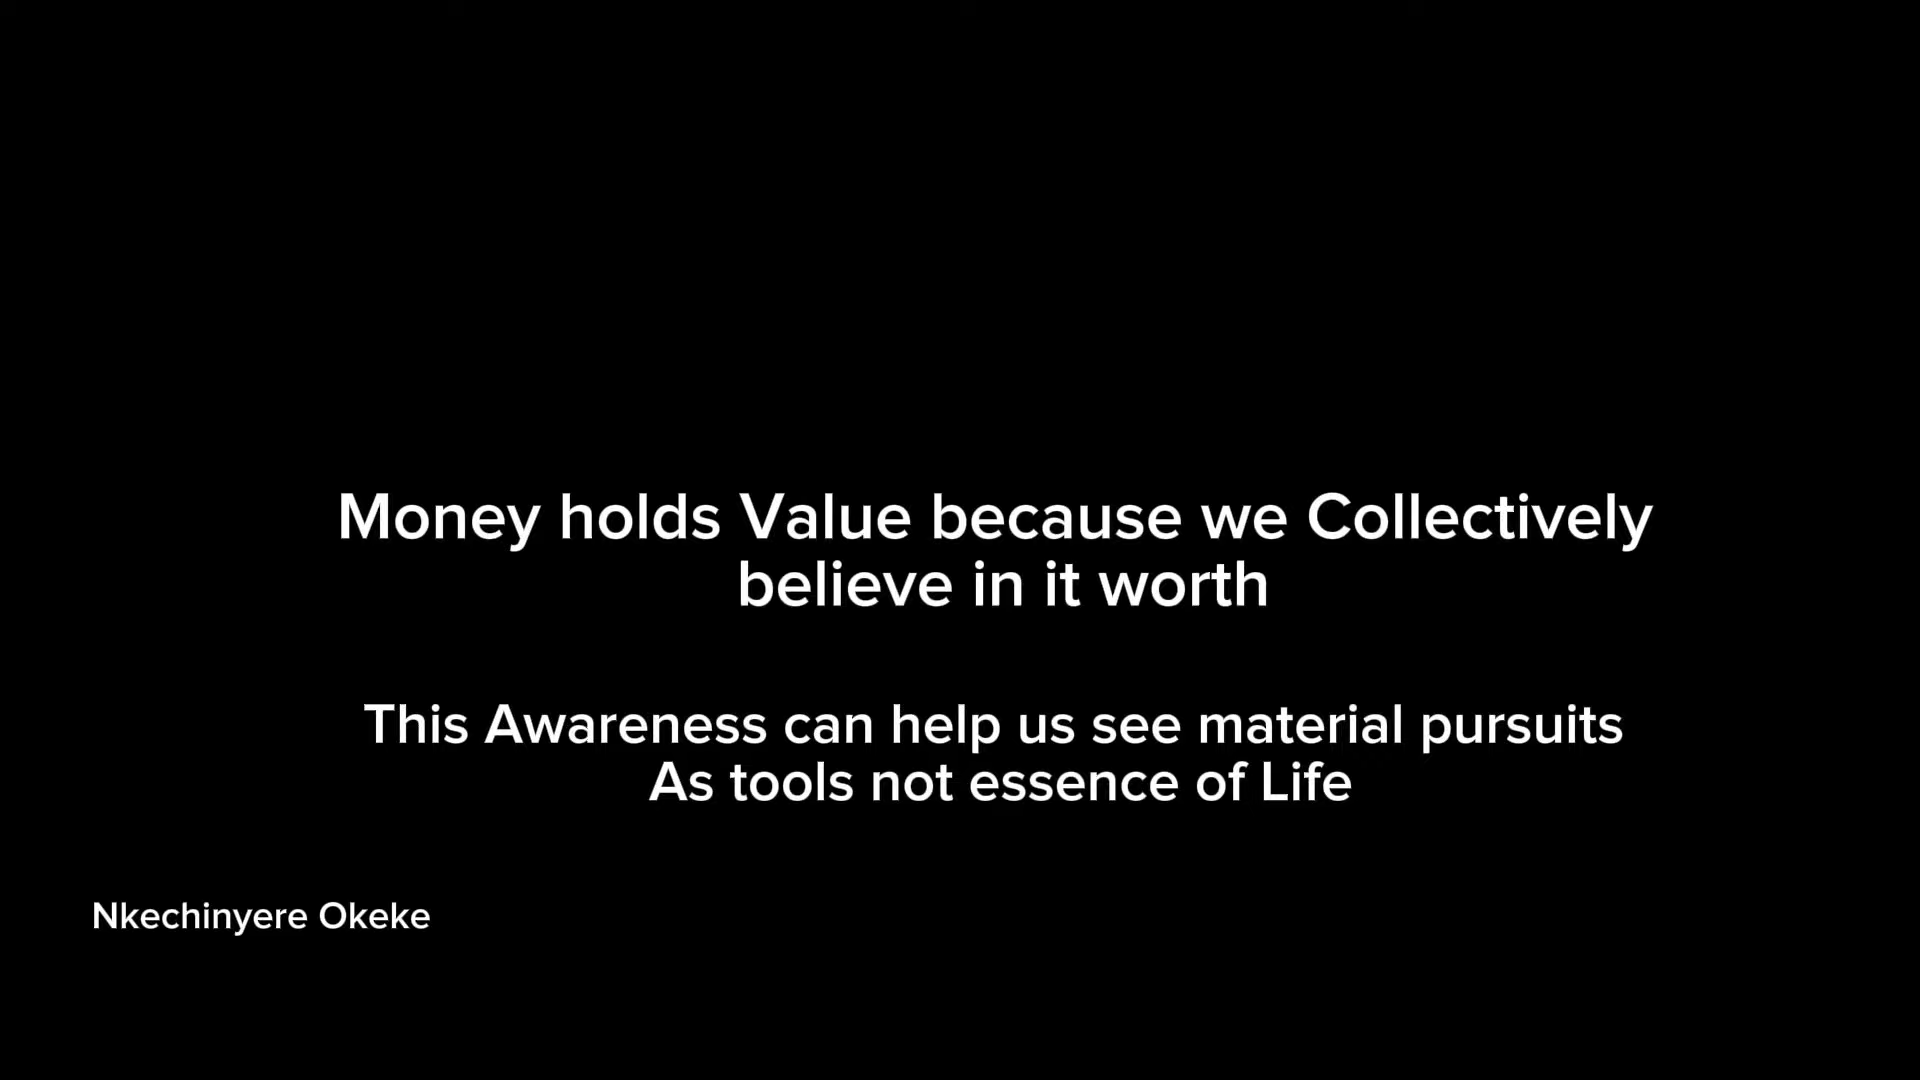 Money holds Value because we Collectively
believe in it worth
This Awareness can help us see material pursuits
As tools not essence of Life
Nkechinyere Okeke